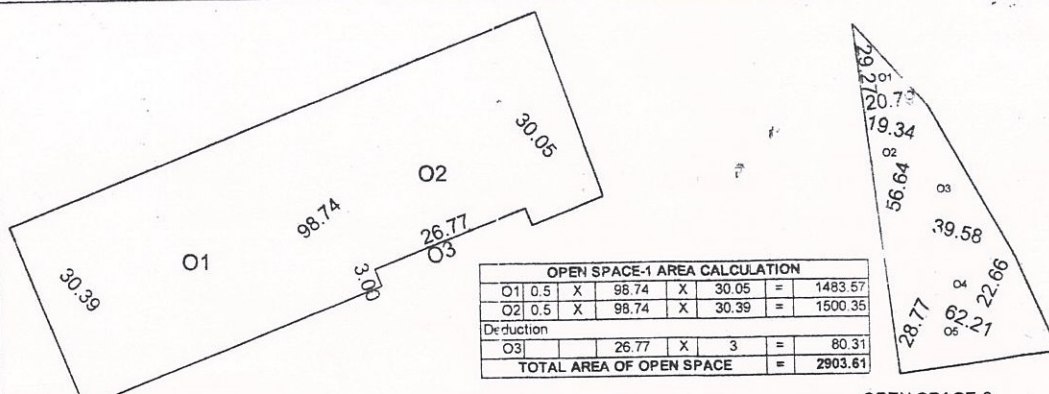 O1
O2
O3
30.39
98.74
3.00
26.77
30.05
OPEN SPACE-1 AREA CALCULATION
O1 0.5 X 98.74 X 30.05 = 1483.57
O2 0.5 X 98.74 X 30.39 = 1500.35
Deduction
O3 26.77 X 3 = 80.31
TOTAL AREA OF OPEN SPACE = 2903.61
29.27
O1
20.79
19.34
O2
56.64
O3
39.58
O4
22.66
28.77
62.21
O5